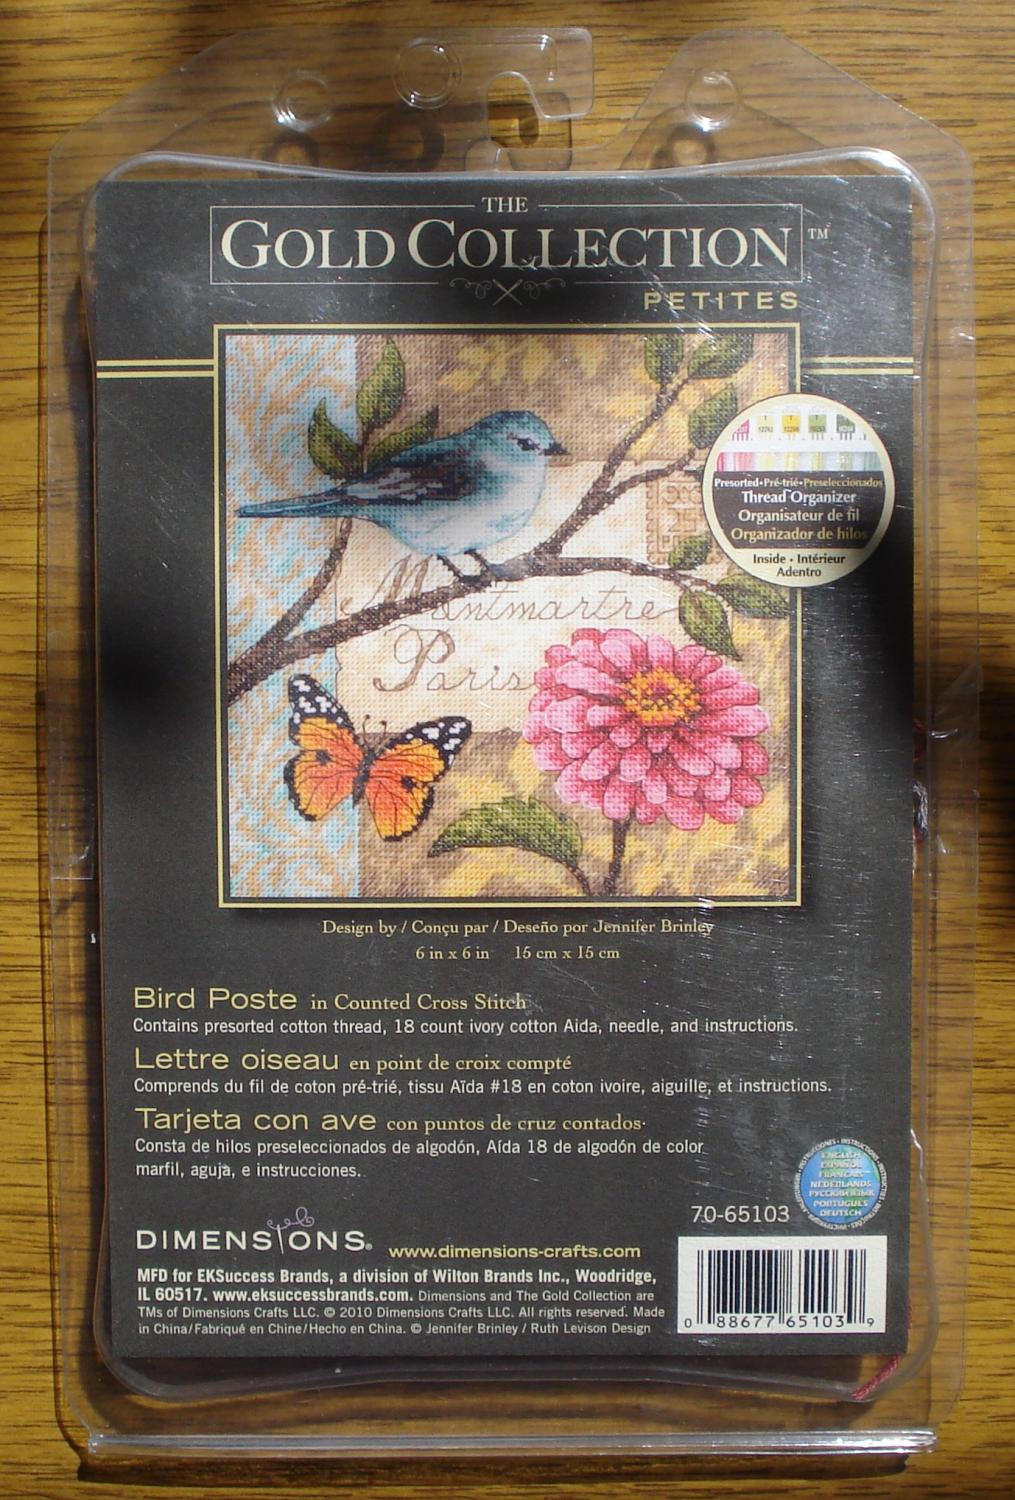 THE
GOLD COLLECTION™
PETITES
Presorted•Pré-trié•Preseleccionados
Thread Organizer
Organisateur de fil
Organizador de hilos
Inside • Intérieur
Adentro
Montmartre
Paris
Design by / Conçu par / Deseño por Jennifer Brinley
6 in x 6 in 15 cm x 15 cm
Bird Poste in Counted Cross Stitch
Contains presorted cotton thread, 18 count ivory cotton Aida, needle, and instructions.
Lettre oiseau en point de croix compté
Comprends du fil de coton pré-trié, tissu Aïda #18 en coton ivoire, aiguille, et instructions.
Tarjeta con ave con puntos de cruz contados.
Consta de hilos preseleccionados de algodón, Aída 18 de algodón de color
marfil, aguja, e instrucciones.
ENGLISH
ESPAÑOL
FRANÇAIS
NEDERLANDS
РУССКИЙ ЯЗЫК
PORTUGUÊS
DEUTSCH
70-65103
DIMENSIONS® www.dimensions-crafts.com
MFD for EKSuccess Brands, a division of Wilton Brands Inc., Woodridge,
IL 60517. www.eksuccessbrands.com. Dimensions and The Gold Collection are
TMs of Dimensions Crafts LLC. © 2010 Dimensions Crafts LLC. All rights reserved. Made
in China/Fabriqué en Chine/Hecho en China. © Jennifer Brinley / Ruth Levison Design
0 88677 65103 9